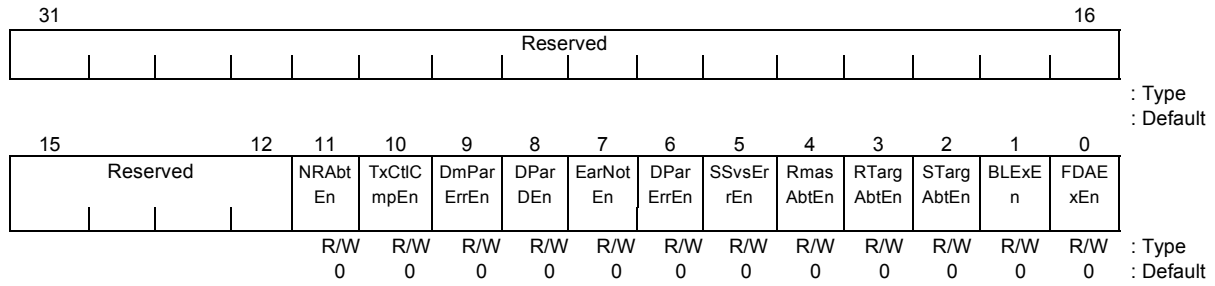 31 16
Reserved
: Type
: Default
15 12 11 10 9 8 7 6 5 4 3 2 1 0
Reserved NRAbt TxCtlC DmPar DPar EarNot DPar SSvsEr Rmas RTarg STarg BLExE FDAE
En mpEn ErrEn DEn En ErrEn rEn AbtEn AbtEn AbtEn n xEn
R/W R/W R/W R/W R/W R/W R/W R/W R/W R/W R/W R/W : Type
0 0 0 0 0 0 0 0 0 0 0 0 : Default